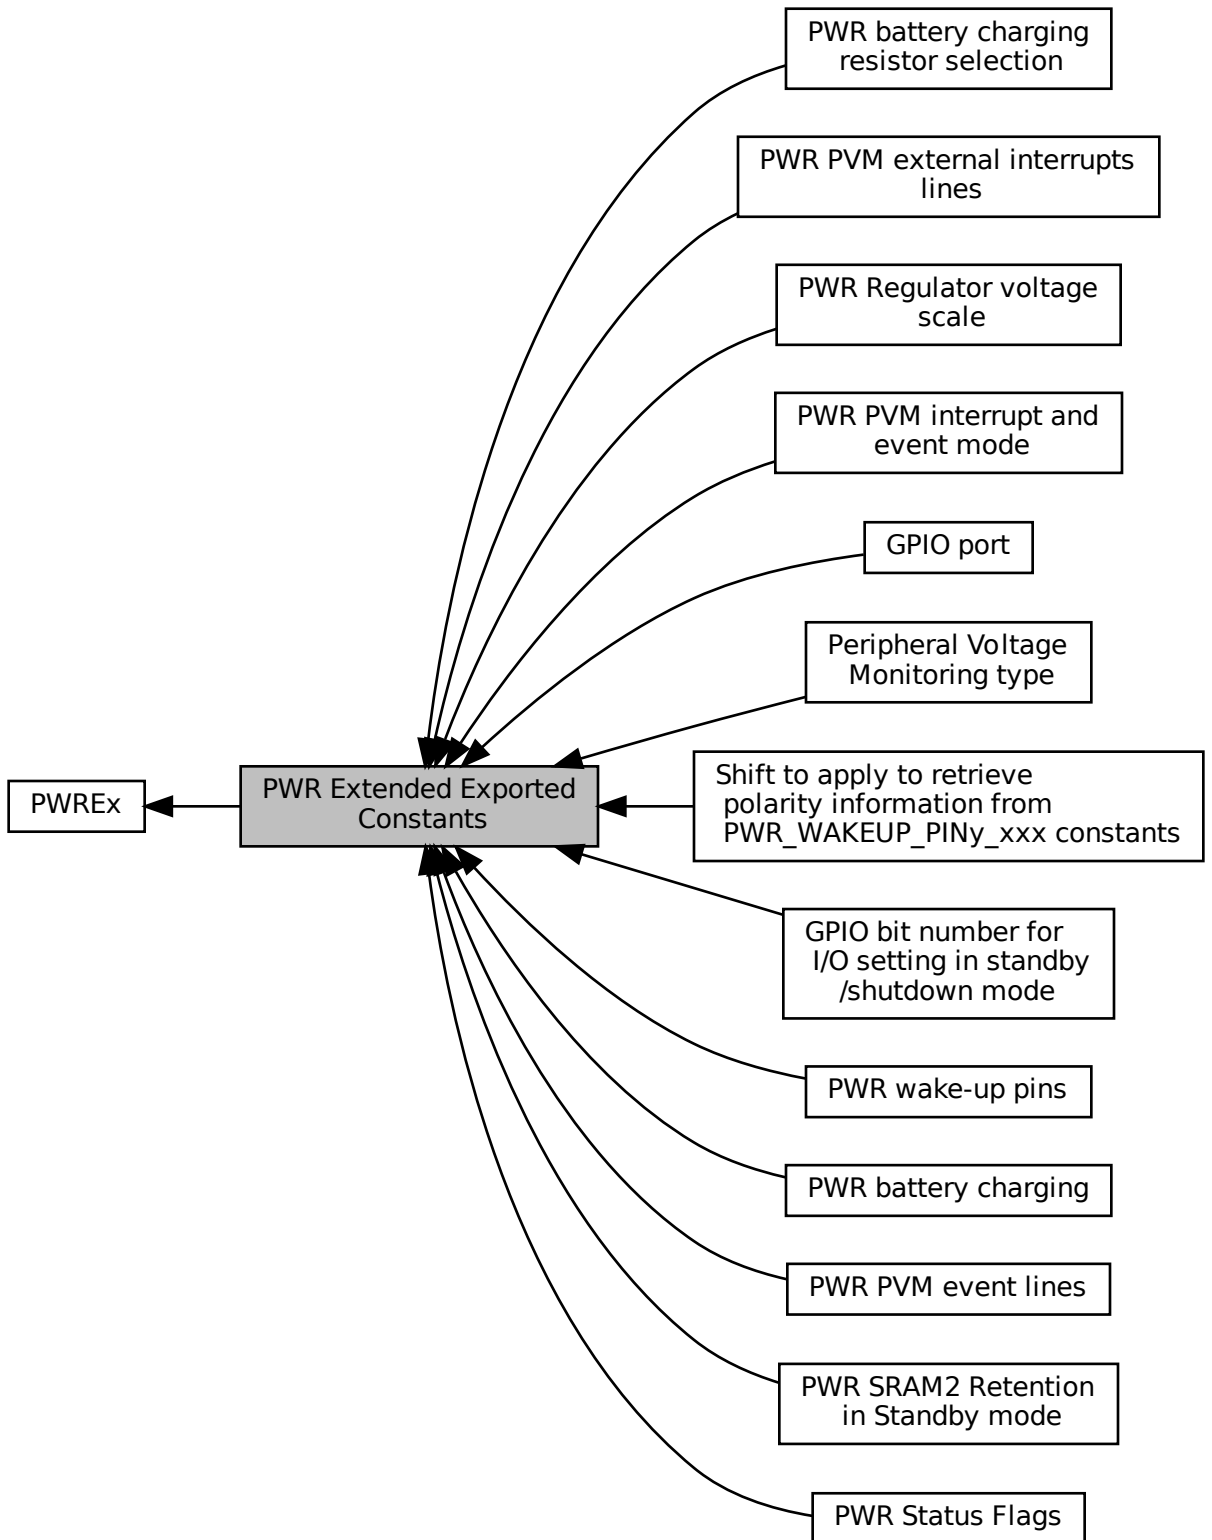 PWR battery charging
resistor selection
PWR PVM external interrupts
lines
PWR Regulator voltage
scale
PWR PVM interrupt and
event mode
GPIO port
Peripheral Voltage
Monitoring type
PWREx
PWR Extended Exported
Constants
Shift to apply to retrieve
polarity information from
PWR_WAKEUP_PINy_xxx constants
GPIO bit number for
I/O setting in standby
/shutdown mode
PWR wake-up pins
PWR battery charging
PWR PVM event lines
PWR SRAM2 Retention
in Standby mode
PWR Status Flags